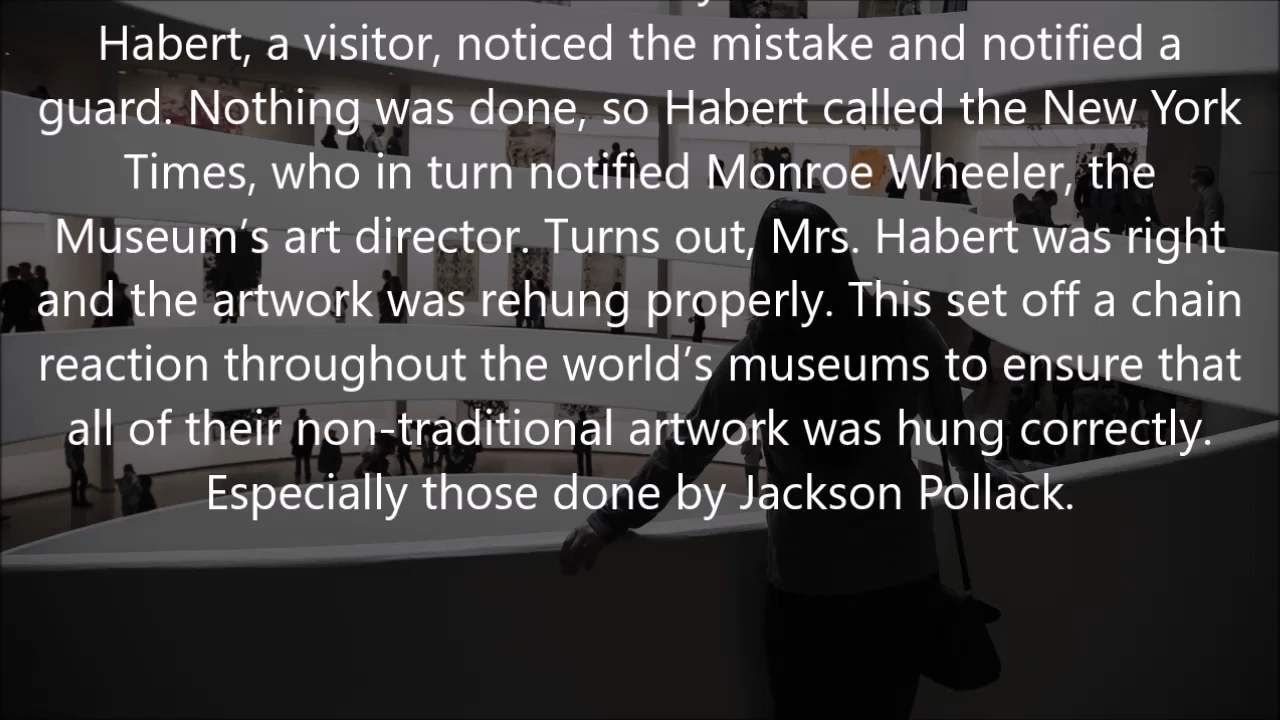 Habert, a visitor, noticed the mistake and notified a
guard. Nothing was done, so Habert called the New York
Times, who in turn notified Monroe Wheeler, the
Museum’s art director. Turns out, Mrs. Habert was right
and the artwork was rehung properly. This set off a chain
reaction throughout the world’s museums to ensure that
all of their non-traditional artwork was hung correctly.
Especially those done by Jackson Pollack.